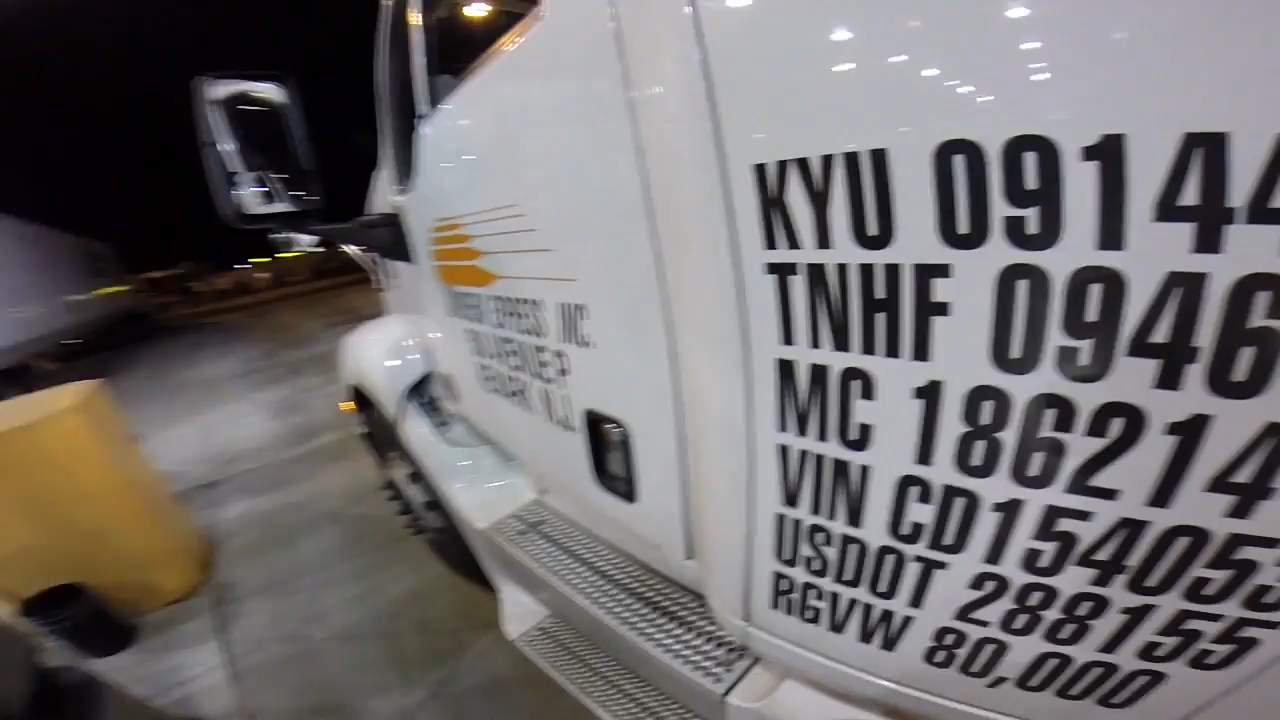 EXPRESS INC.
KYU 09144
TNHF 0946
MC 186214
VIN CD154053
USDOT 288155
RGVW 80,000